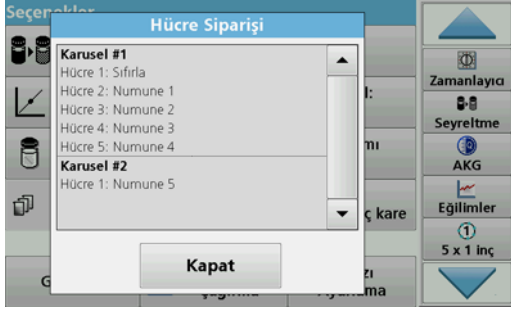 Seçenekler
Hücre Siparişi
Karusel #1
Hücre 1: Sıfırla
Hücre 2: Numune 1
Hücre 3: Numune 2
Hücre 4: Numune 3
Hücre 5: Numune 4
Karusel #2
Hücre 1: Numune 5
Kapat
ç kare
Zamanlayıcı
Seyreltme
AKG
Eğilimler
1
5 x 1 inç